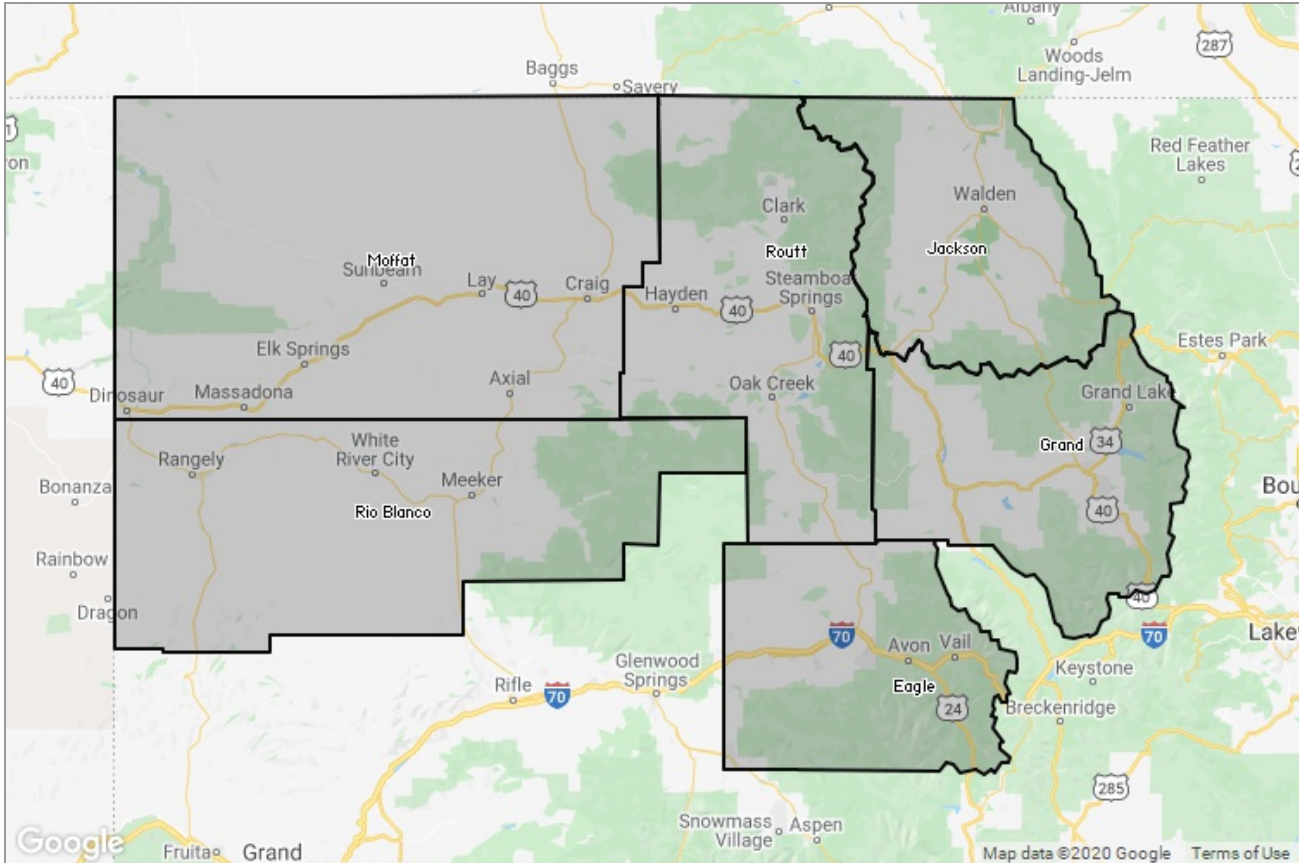 Albany
Woods
Landing-Jelm
287
Baggs
Savery
Red Feather
Lakes
Walden
Clark
Routt
Jackson
Moffat
Sunbeam
Lay
40
Craig
Hayden
40
Steamboa
Springs
Estes Park
Elk Springs
40
40
Dinosaur
Massadona
Axial
Oak Creek
Grand Lake
34
Grand
Rangely
White
River City
Meeker
Bonanza
Rio Blanco
40
Bou
Rainbow
Dragon
40
70
70
Lake
Avon
Vail
Glenwood
Springs
Keystone
Rifle
70
Eagle
24
Breckenridge
285
Snowmass
Village
Aspen
Google
Fruita
Grand
Map data ©2020 Google
Terms of Use